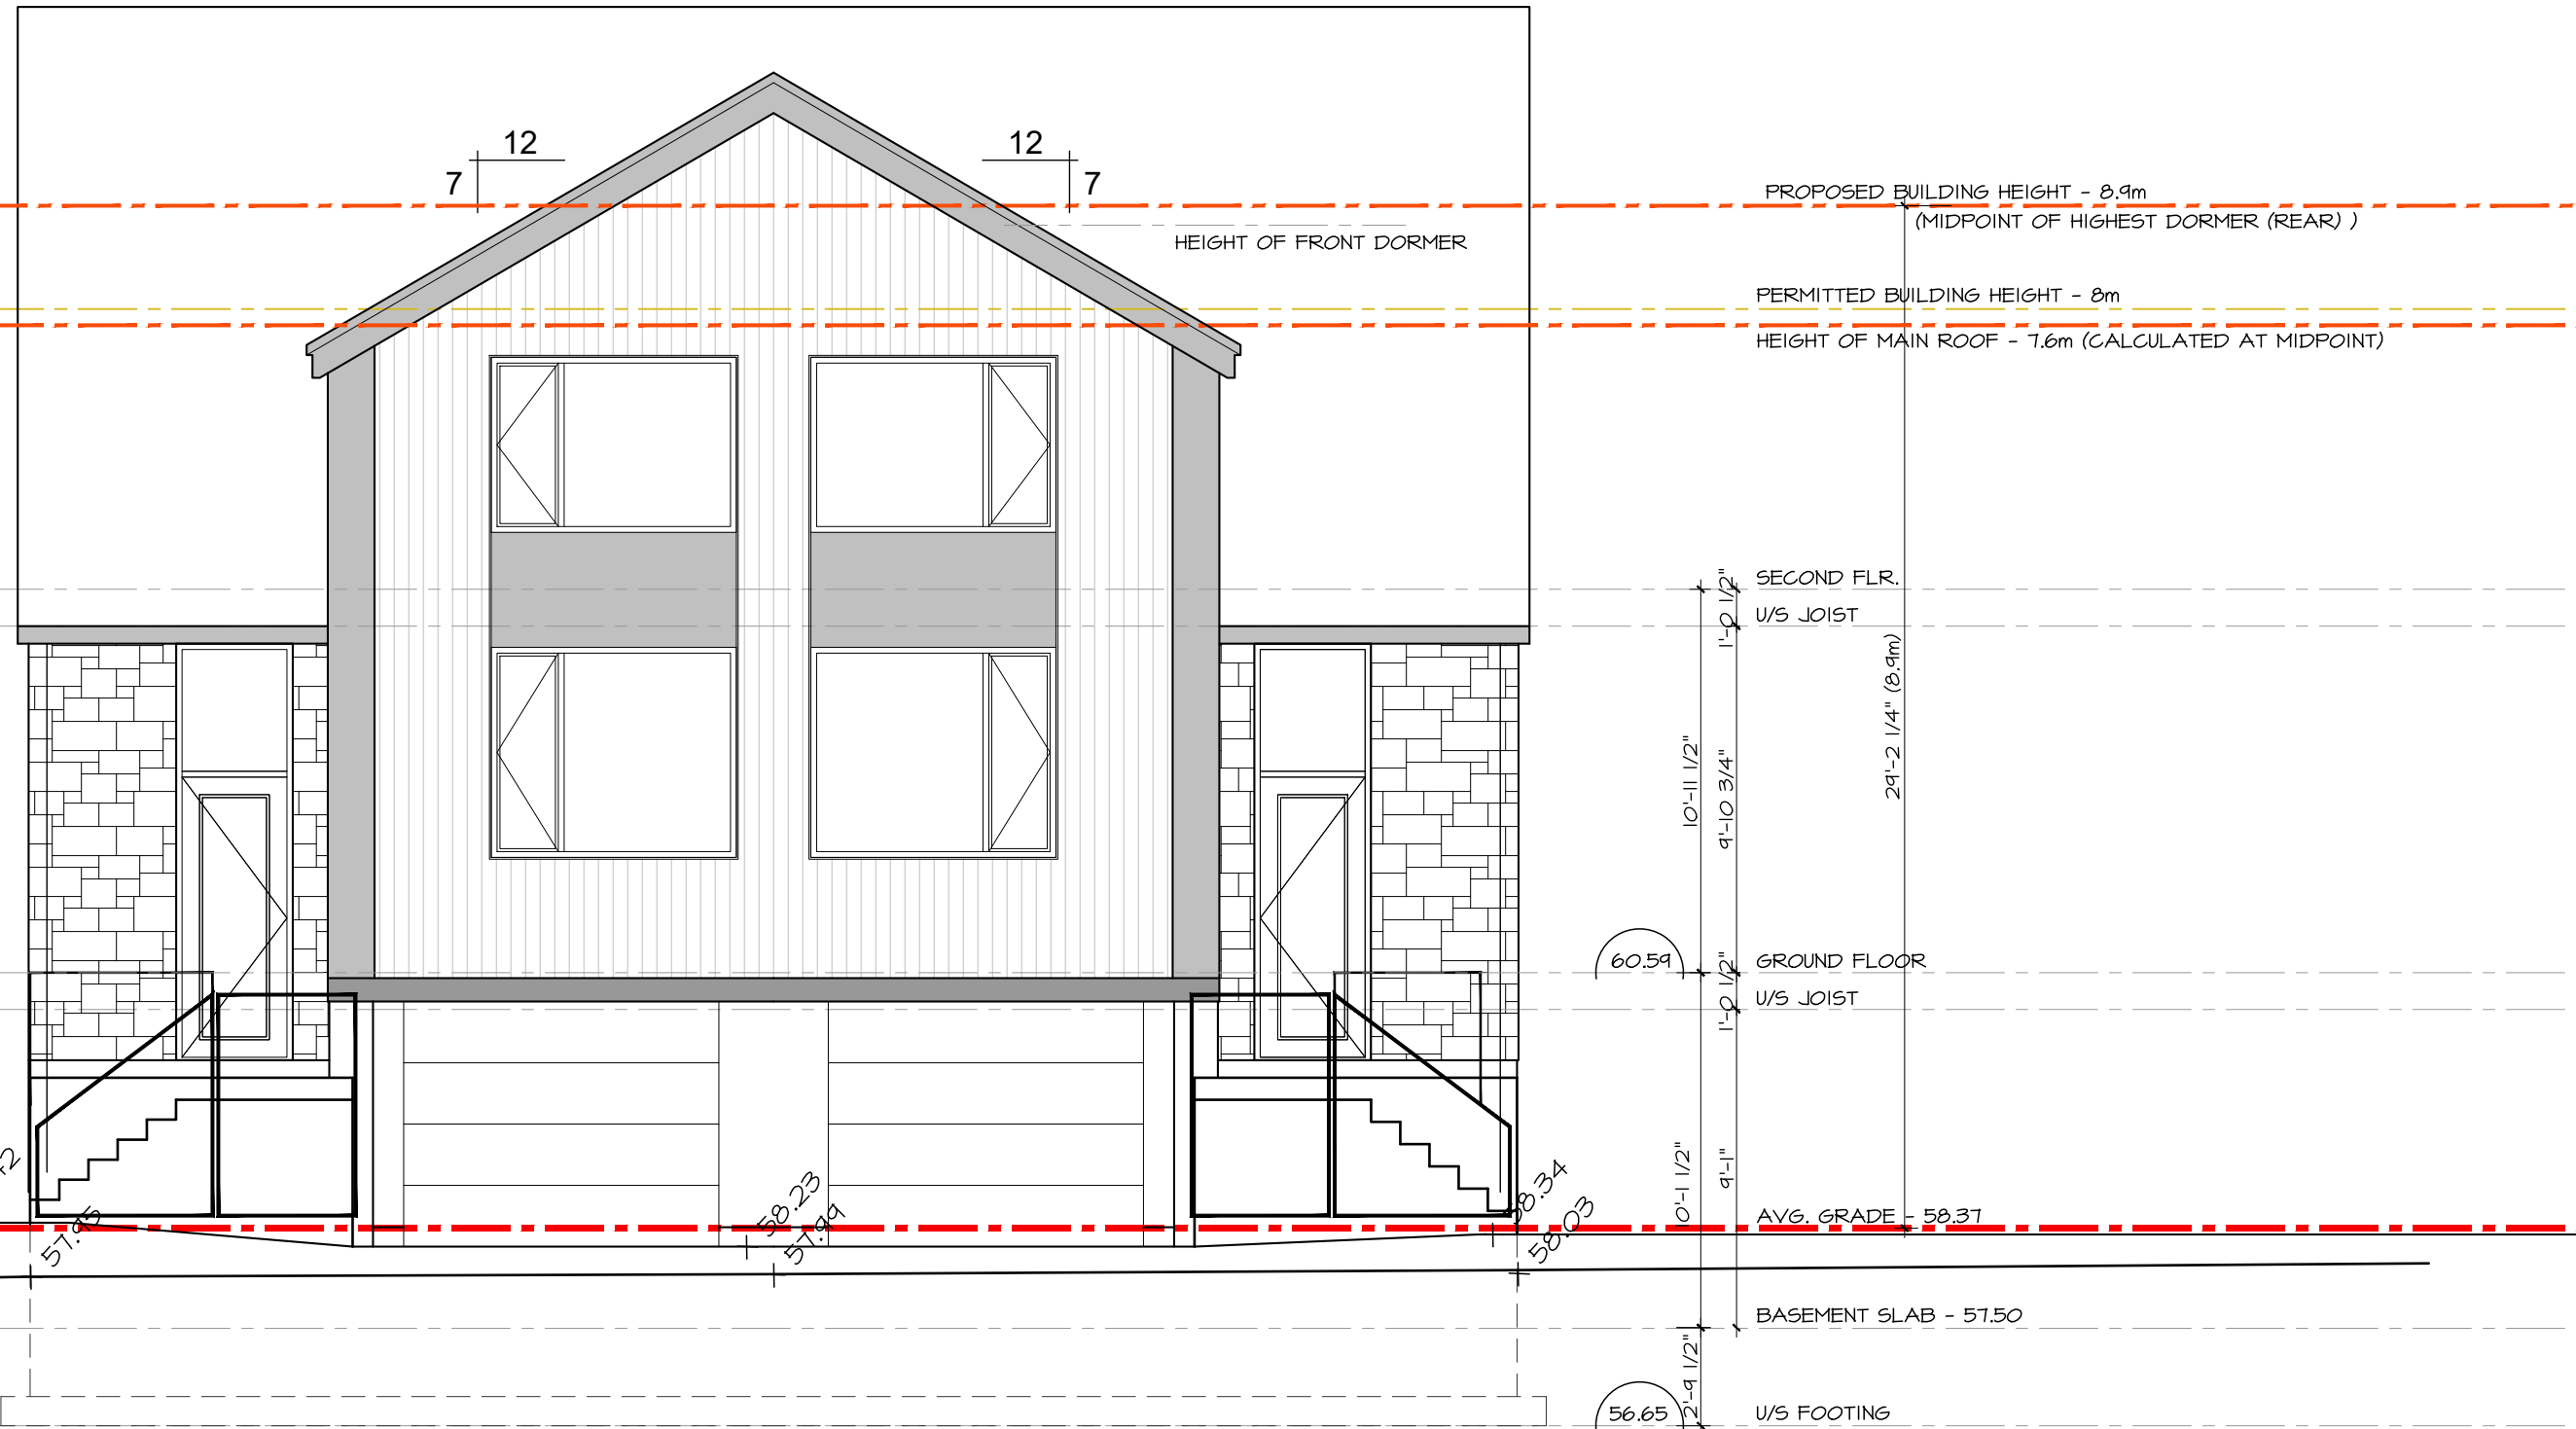 12
12
7
7
PROPOSED BUILDING HEIGHT - 8.9m
(MIDPOINT OF HIGHEST DORMER (REAR) )
HEIGHT OF FRONT DORMER
PERMITTED BUILDING HEIGHT - 8m
HEIGHT OF MAIN ROOF - 7.6m (CALCULATED AT MIDPOINT)
SECOND FLR.
1'-0 1/2"
U/S JOIST
29'-2 1/4" (8.9m)
10'-11 1/2"
9'-10 3/4"
60.59
GROUND FLOOR
1'-0 1/2"
U/S JOIST
10'-1 1/2"
9'-1"
58.23
58.34
57.95
57.99
58.03
AVG. GRADE - 58.37
BASEMENT SLAB - 57.50
2'-9 1/2"
56.65
U/S FOOTING